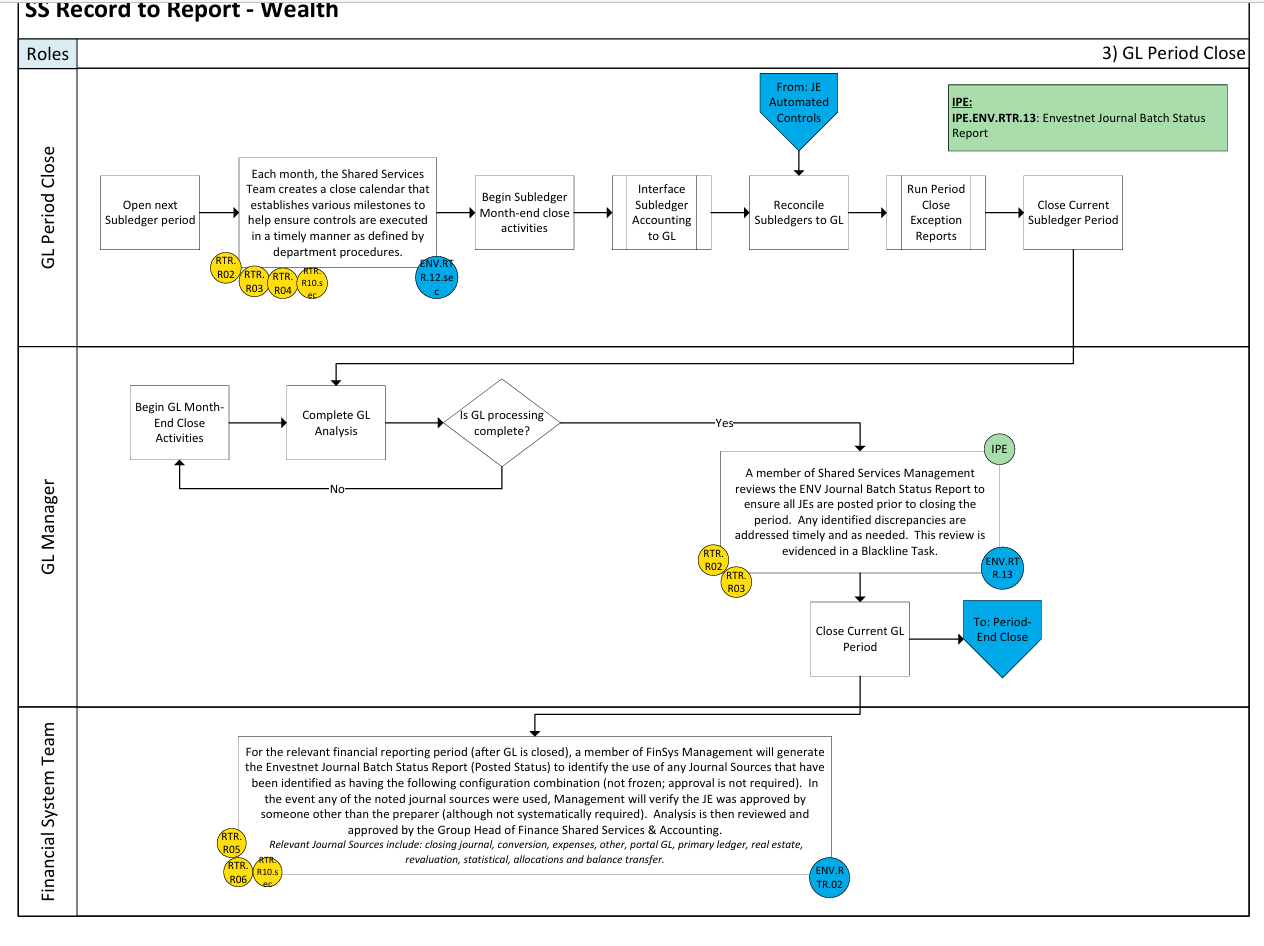 SS Record to Report - Wealth
Roles
3) GL Period Close
GL Period Close
From: JE
Automated
Controls
IPE:
IPE.ENV.RTR.13: Envestnet Journal Batch Status
Report
Open next
Subledger period
Each month, the Shared Services
Team creates a close calendar that
establishes various milestones to
help ensure controls are executed
in a timely manner as defined by
department procedures.
RTR.
R02
RTR.
R03
RTR.
R04
RTR.
R10.s
ec
ENV.RT
R.12.se
c
Begin Subledger
Month-end close
activities
Interface
Subledger
Accounting
to GL
Reconcile
Subledgers to GL
Run Period
Close
Exception
Reports
Close Current
Subledger Period
GL Manager
Begin GL Month-
End Close
Activities
Complete GL
Analysis
Is GL processing
complete?
Yes
No
IPE
A member of Shared Services Management
reviews the ENV Journal Batch Status Report to
ensure all JEs are posted prior to closing the
period.  Any identified discrepancies are
addressed timely and as needed.  This review is
evidenced in a Blackline Task.
RTR.
R02
RTR.
R03
ENV.RT
R.13
Close Current GL
Period
To: Period-
End Close
Financial System Team
For the relevant financial reporting period (after GL is closed), a member of FinSys Management will generate
the Envestnet Journal Batch Status Report (Posted Status) to identify the use of any Journal Sources that have
been identified as having the following configuration combination (not frozen; approval is not required).  In
the event any of the noted journal sources were used, Management will verify the JE was approved by
someone other than the preparer (although not systematically required).  Analysis is then reviewed and
approved by the Group Head of Finance Shared Services & Accounting.
Relevant Journal Sources include: closing journal, conversion, expenses, other, portal GL, primary ledger, real estate,
revaluation, statistical, allocations and balance transfer.
RTR.
R05
RTR.
R06
RTR.
R10.s
ec
ENV.R
TR.02